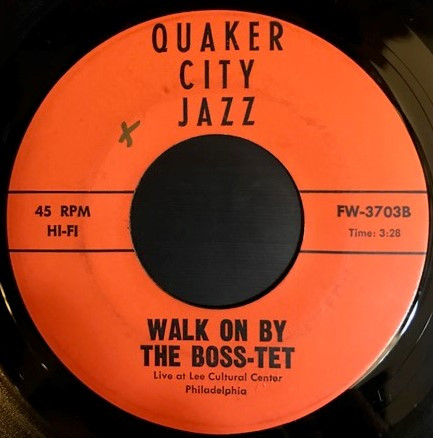 QUAKER
CITY
JAZZ
x
45 RPM
HI-FI
FW-3703B
Time: 3:28
WALK ON BY
THE BOSS-TET
Live at Lee Cultural Center
Philadelphia